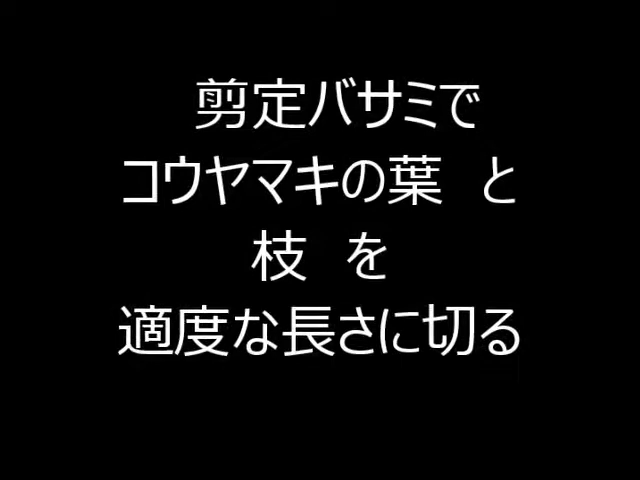 剪定バサミで
コウヤマキの葉　と
枝　を
適度な長さに切る